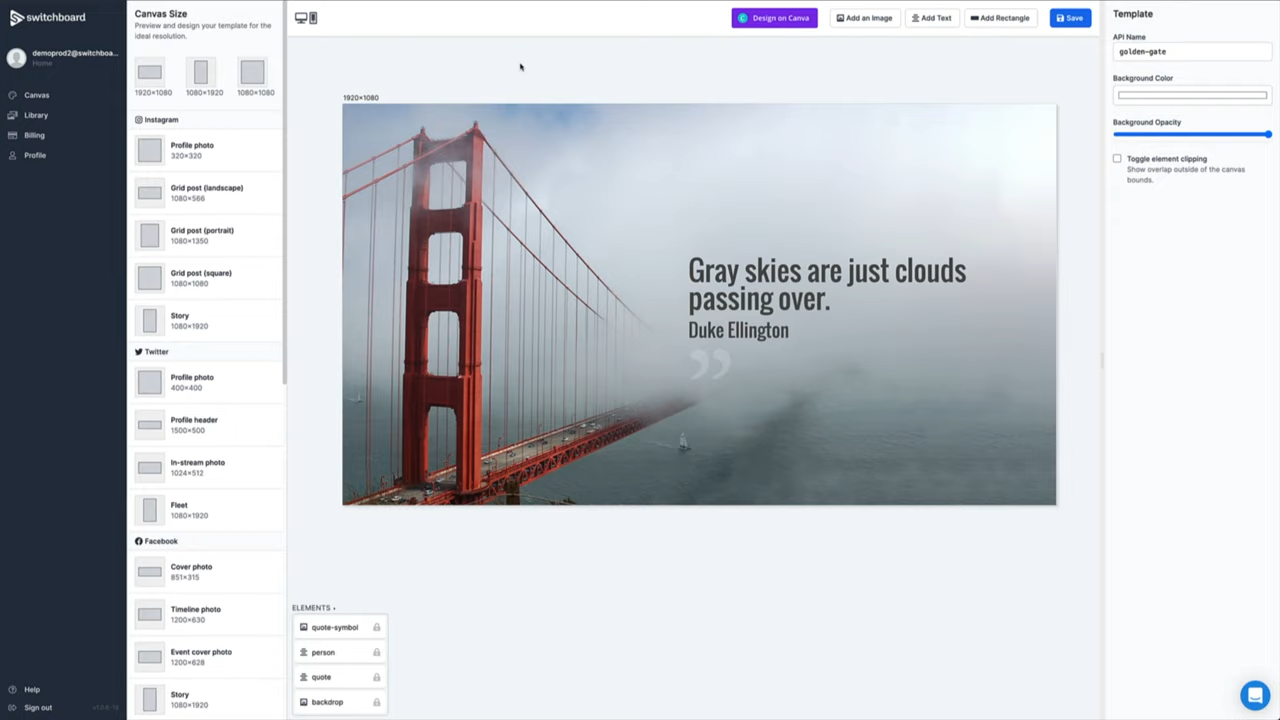 switchboard
demoprod2@switchboa...
Home
Canvas
Library
Billing
Profile
Help
Sign out
Canvas Size
Preview and design your template for the
ideal resolution.
1920×1080
1080×1920
1080×1080
Instagram
Profile photo
320×320
Grid post (landscape)
1080×566
Grid post (portrait)
1080×1350
Grid post (square)
1080×1080
Story
1080×1920
Twitter
Profile photo
400×400
Profile header
1500×500
In-stream photo
1024×512
Fleet
1080×1920
Facebook
Cover photo
851×315
Timeline photo
1200×630
Event cover photo
1200×628
Story
1080×1920
Design on Canva
Add an Image
Add Text
Add Rectangle
Save
1920×1080
Gray skies are just clouds
passing over.
Duke Ellington
”
ELEMENTS
quote-symbol
person
quote
backdrop
Template
API Name
golden-gate
Background Color
Background Opacity
Toggle element clipping
Show overlap outside of the canvas
bounds.